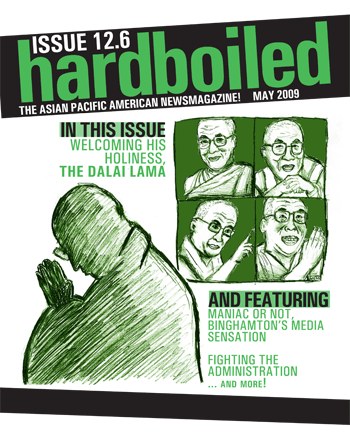 ISSUE 12.6
hardboiled
THE ASIAN PACIFIC AMERICAN NEWSMAGAZINE! MAY 2009
IN THIS ISSUE
WELCOMING HIS
HOLINESS,
THE DALAI LAMA
AND FEATURING
MANIAC OR NOT,
BINGHAMTON'S MEDIA
SENSATION
FIGHTING THE
ADMINISTRATION
... AND MORE!